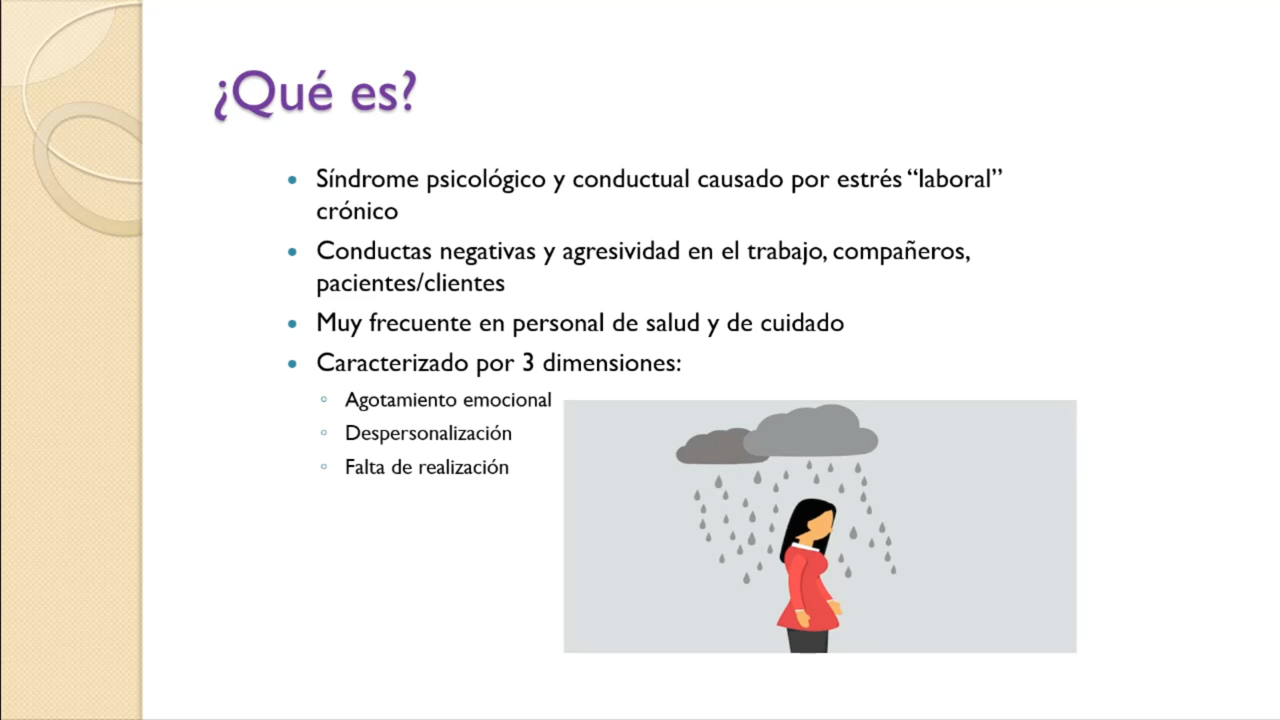 ¿Qué es?
• Síndrome psicológico y conductual causado por estrés “laboral”
crónico
• Conductas negativas y agresividad en el trabajo, compañeros,
pacientes/clientes
• Muy frecuente en personal de salud y de cuidado
• Caracterizado por 3 dimensiones:
◦ Agotamiento emocional
◦ Despersonalización
◦ Falta de realización